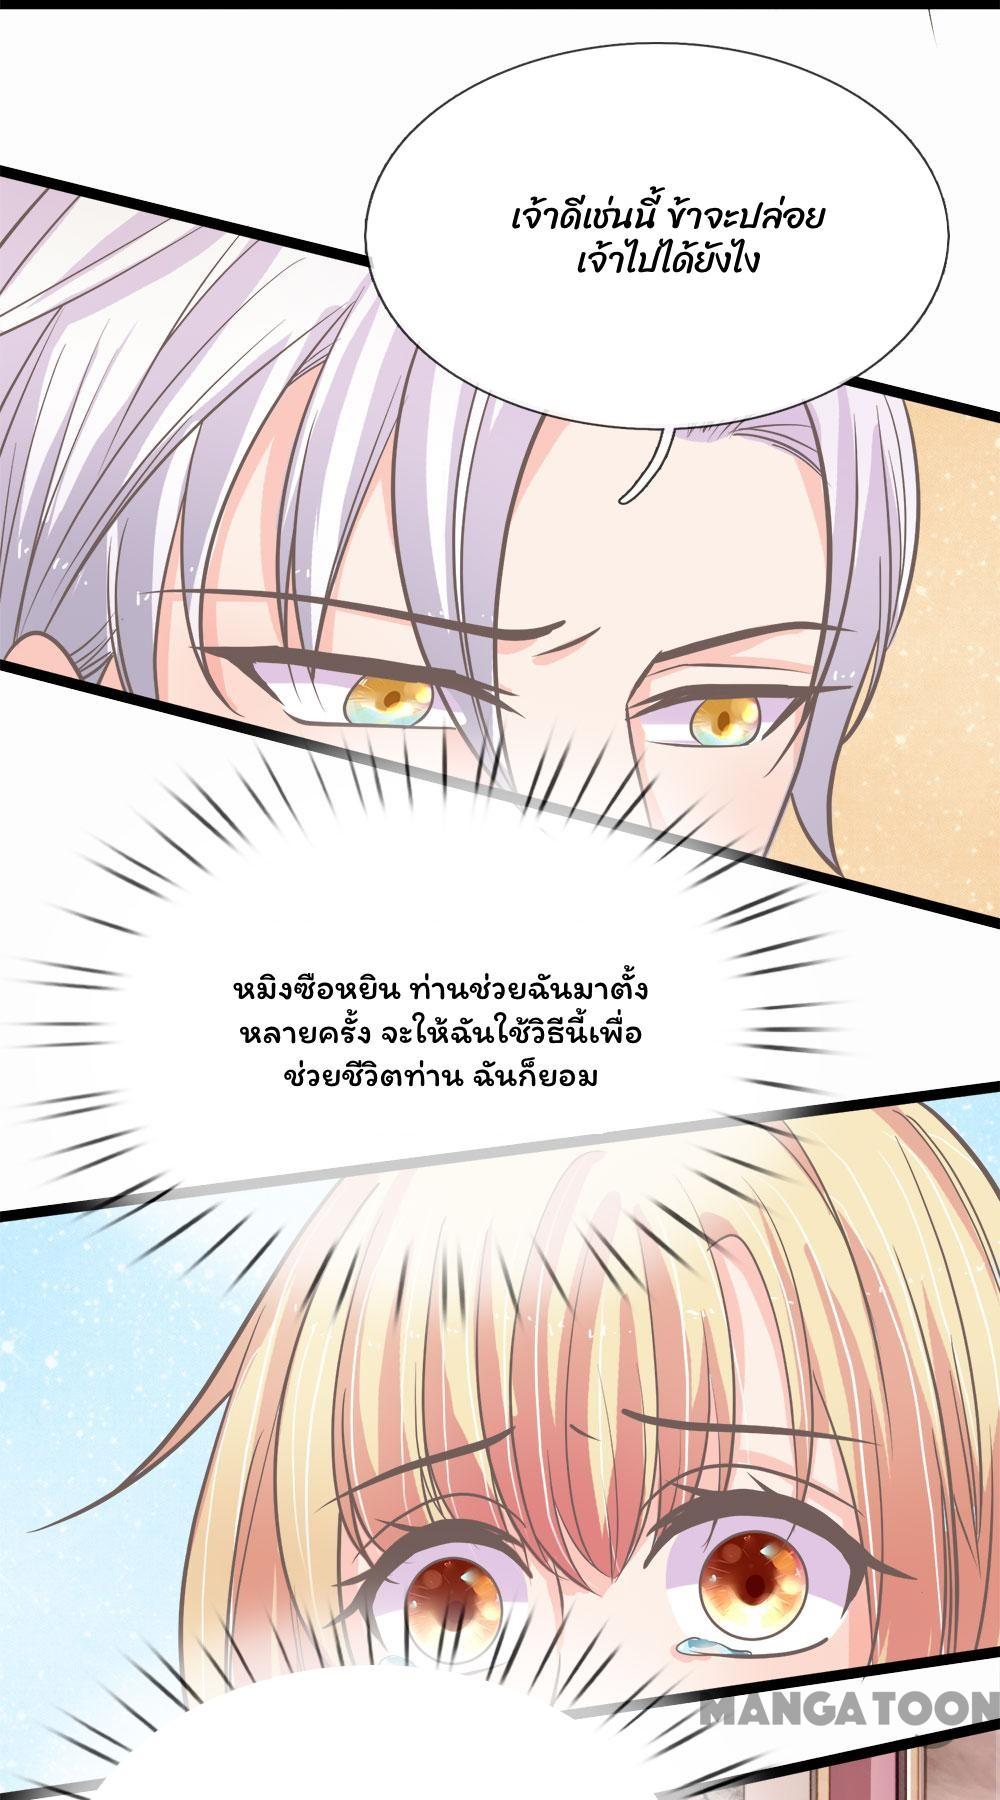 เจ้าดีเช่นนี้ ข้าจะปล่อย
เจ้าไปได้ยังไง
หมิงซือหยิน ท่านช่วยฉันมาตั้ง
หลายครั้ง จะให้ฉันใช้วิธีนี้เพื่อ
ช่วยชีวิตท่าน ฉันก็ยอม
MANGATOON